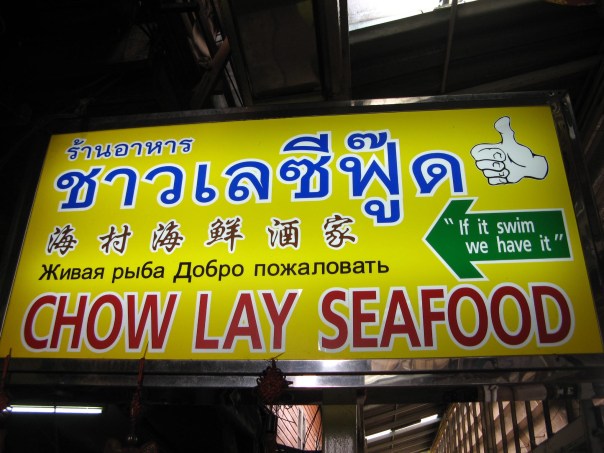 ร้านอาหาร
ชาวเลซีฟู๊ด
海村海鮮酒家
"If it swim
we have it"
Живая рыба Добро пожаловать
CHOW LAY SEAFOOD